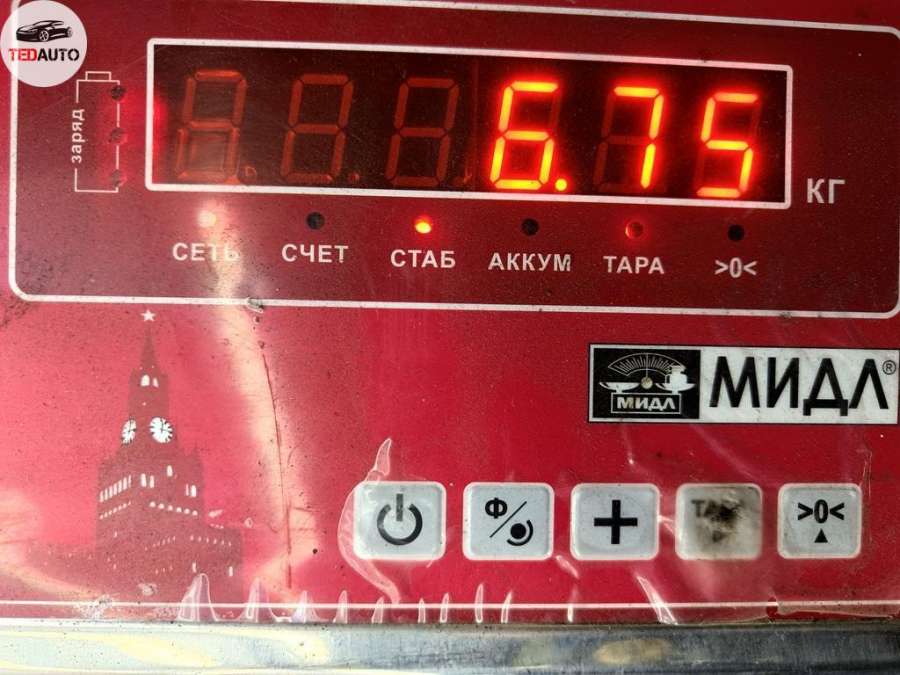 TEDAUTO
заряд
6.75
КГ
СЕТЬ СЧЕТ СТАБ АККУМ ТАРА >0<
МИДЛ МИДЛ®
Ф
+
>0<